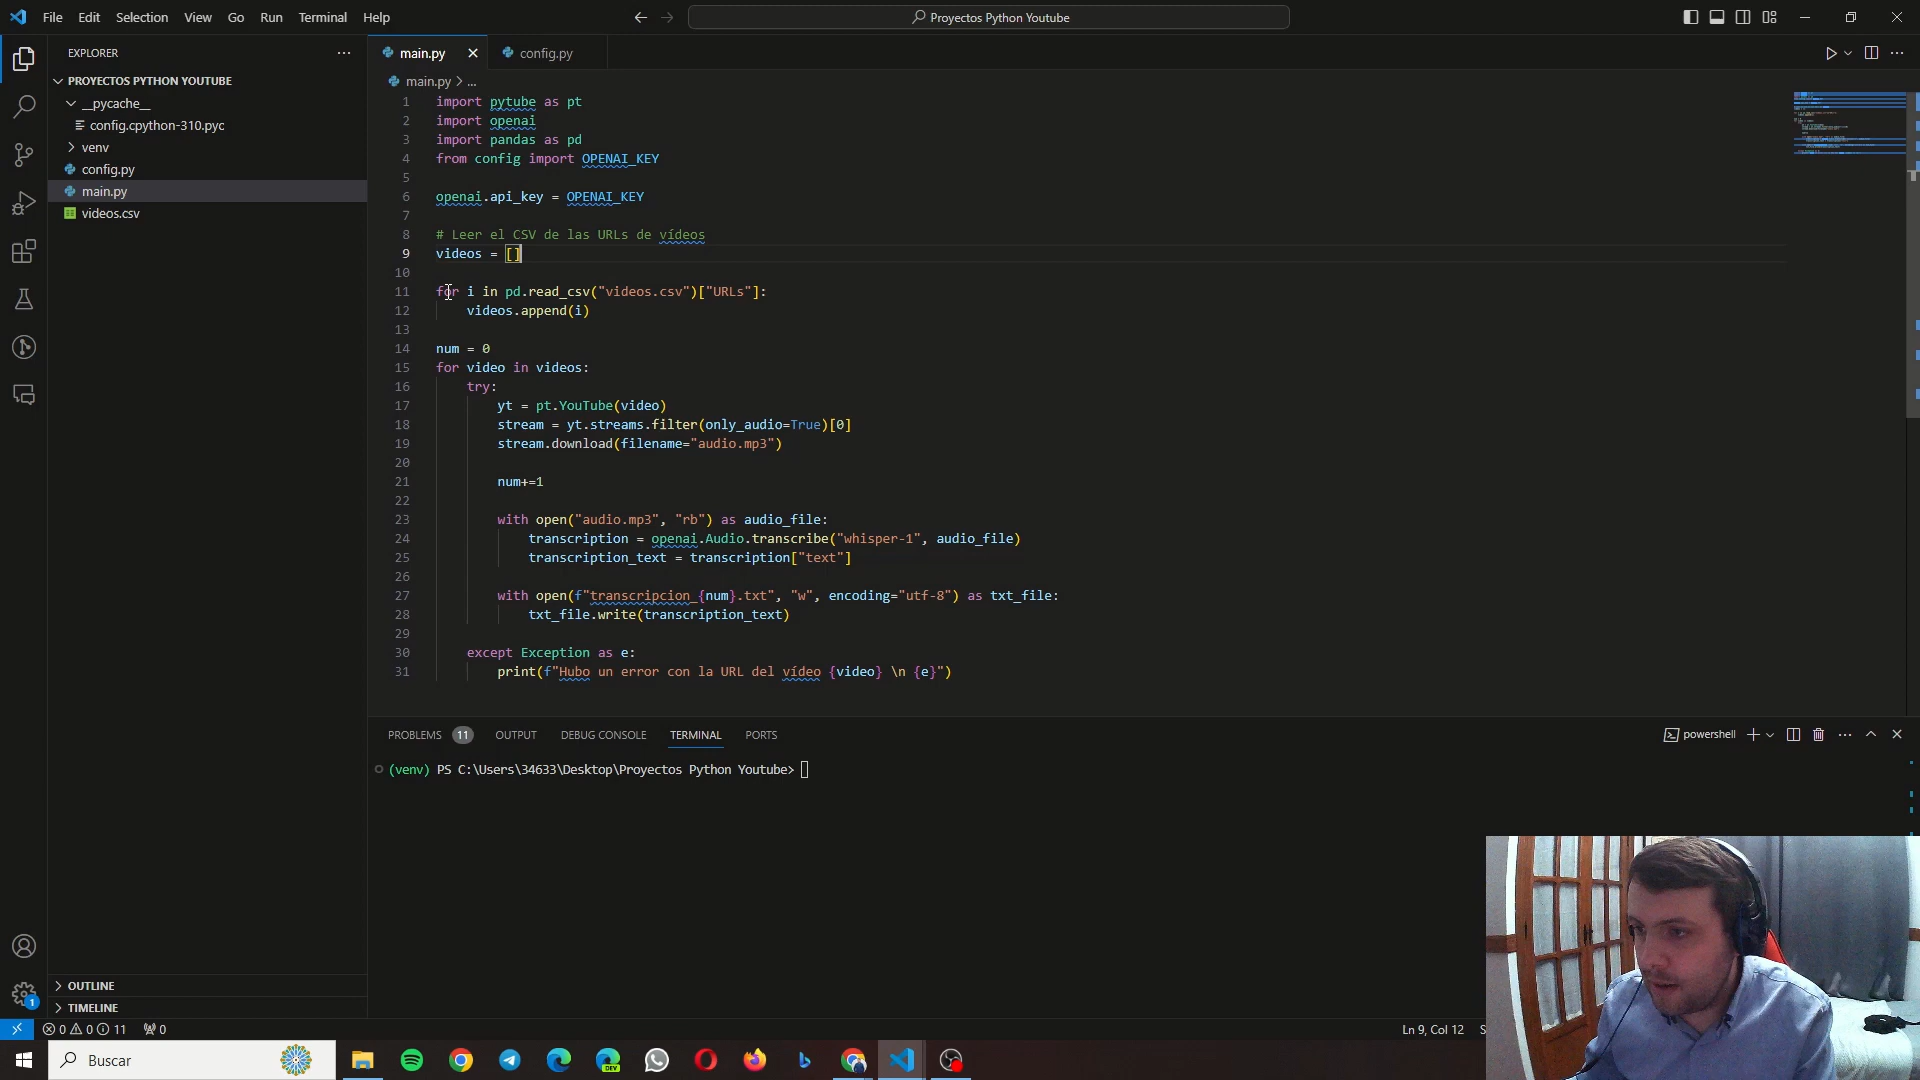 File Edit Selection View Go Run Terminal Help
Proyectos Python Youtube
EXPLORER
PROYECTOS PYTHON YOUTUBE
__pycache__
config.cpython-310.pyc
venv
config.py
main.py
videos.csv
OUTLINE
TIMELINE
main.py
config.py
main.py > ...
1 import pytube as pt
2 import openai
3 import pandas as pd
4 from config import OPENAI_KEY
5
6 openai.api_key = OPENAI_KEY
7
8 # Leer el CSV de las URLs de vídeos
9 videos = []
10
11 for i in pd.read_csv("videos.csv")["URLs"]:
12 videos.append(i)
13
14 num = 0
15 for video in videos:
16 try:
17 yt = pt.YouTube(video)
18 stream = yt.streams.filter(only_audio=True)[0]
19 stream.download(filename="audio.mp3")
20
21 num+=1
22
23 with open("audio.mp3", "rb") as audio_file:
24 transcription = openai.Audio.transcribe("whisper-1", audio_file)
25 transcription_text = transcription["text"]
26
27 with open(f"transcripcion_{num}.txt", "w", encoding="utf-8") as txt_file:
28 txt_file.write(transcription_text)
29
30 except Exception as e:
31 print(f"Hubo un error con la URL del vídeo {video} \n {e}")
PROBLEMS 11 OUTPUT DEBUG CONSOLE TERMINAL PORTS
powershell
(venv) PS C:\Users\34633\Desktop\Proyectos Python Youtube>
1
0 0 11 0
Ln 9, Col 12
Buscar
DEV